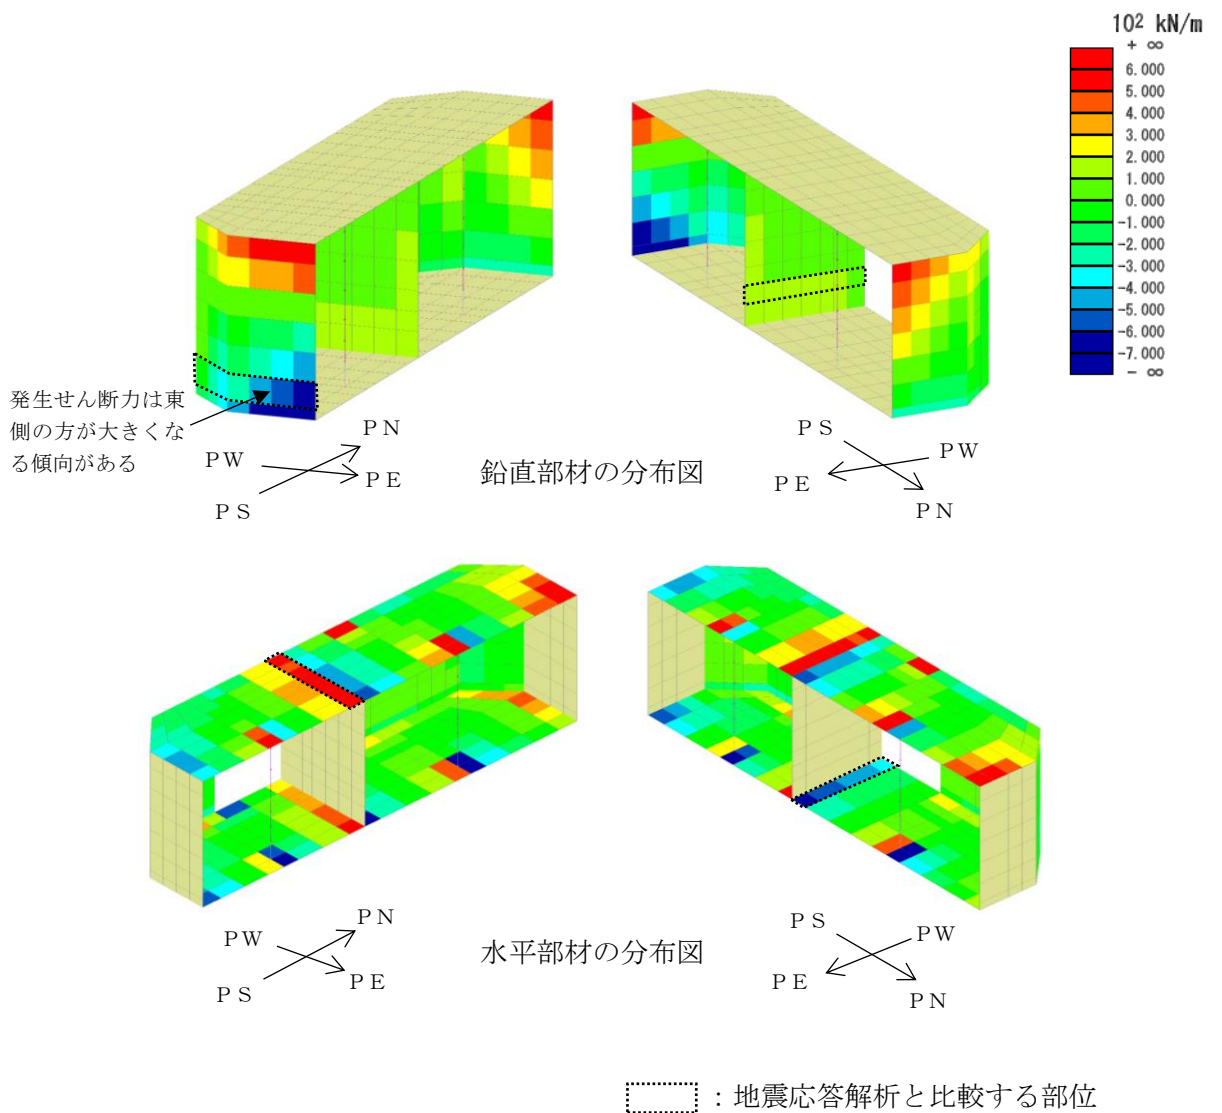 10² kN/m
+ ∞
6.000
5.000
4.000
3.000
2.000
1.000
0.000
-1.000
-2.000
-3.000
-4.000
-5.000
-6.000
-7.000
- ∞
発生せん断力は東
側の方が大きくな
る傾向がある
PN
PW
PE
PS
鉛直部材の分布図
PS
PW
PE
PN
PN
PW
PE
PS
水平部材の分布図
PS
PW
PE
PN
:地震応答解析と比較する部位